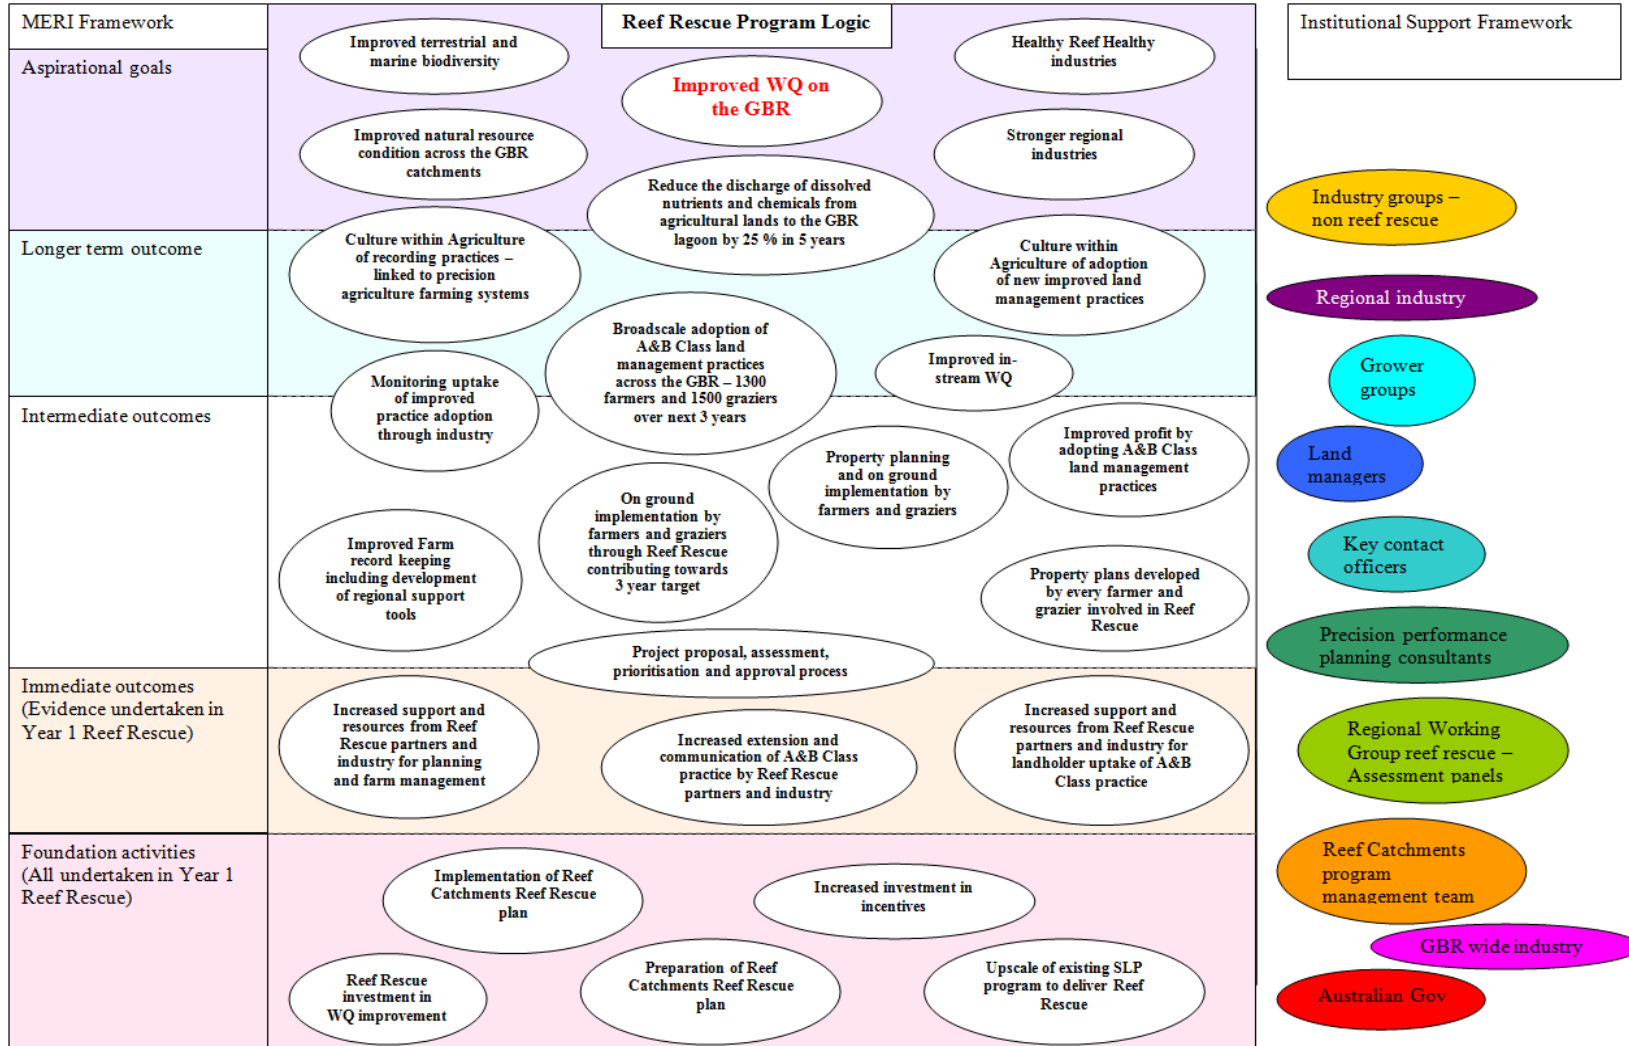 MERI Framework
Reef Rescue Program Logic
Institutional Support Framework
Aspirational goals
Improved terrestrial and
marine biodiversity
Healthy Reef Healthy
industries
Improved WQ on
the GBR
Improved natural resource
condition across the GBR
catchments
Stronger regional
industries
Reduce the discharge of dissolved
nutrients and chemicals from
agricultural lands to the GBR
lagoon by 25 % in 5 years
Longer term outcome
Culture within Agriculture
of recording practices –
linked to precision
agriculture farming systems
Culture within
Agriculture of adoption
of new improved land
management practices
Broadscale adoption of
A&B Class land
management practices
across the GBR – 1300
farmers and 1500 graziers
over next 3 years
Improved in-
stream WQ
Monitoring uptake
of improved
practice adoption
through industry
Intermediate outcomes
Improved profit by
adopting A&B Class
land management
practices
Property planning
and on ground
implementation by
farmers and graziers
On ground
implementation by
farmers and graziers
through Reef Rescue
contributing towards
3 year target
Improved Farm
record keeping
including development
of regional support
tools
Property plans developed
by every farmer and
grazier involved in Reef
Rescue
Project proposal, assessment,
prioritisation and approval process
Immediate outcomes
(Evidence undertaken in
Year 1 Reef Rescue)
Increased support and
resources from Reef
Rescue partners and
industry for planning
and farm management
Increased extension and
communication of A&B Class
practice by Reef Rescue
partners and industry
Increased support and
resources from Reef Rescue
partners and industry for
landholder uptake of A&B
Class practice
Foundation activities
(All undertaken in Year 1
Reef Rescue)
Implementation of Reef
Catchments Reef Rescue
plan
Increased investment in
incentives
Reef Rescue
investment in
WQ improvement
Preparation of Reef
Catchments Reef Rescue
plan
Upscale of existing SLP
program to deliver Reef
Rescue
Industry groups –
non reef rescue
Regional industry
Grower
groups
Land
managers
Key contact
officers
Precision performance
planning consultants
Regional Working
Group reef rescue –
Assessment panels
Reef Catchments
program
management team
GBR wide industry
Australian Gov